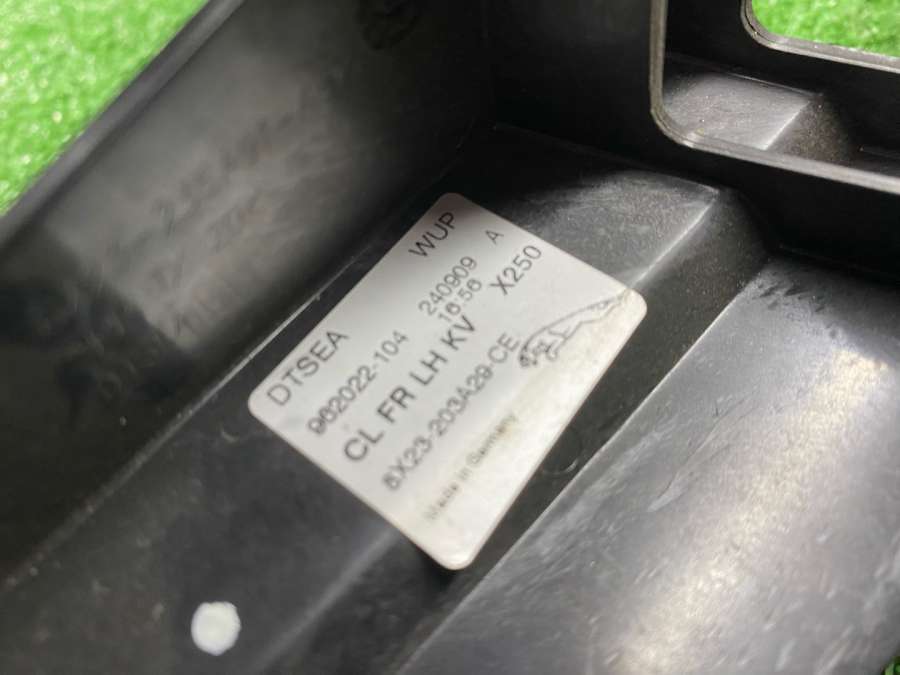 DTSEA WUP
962022-104 240909 A
16:56
CL FR LH KV X250
8X23-203A29-CE
Made in Germany